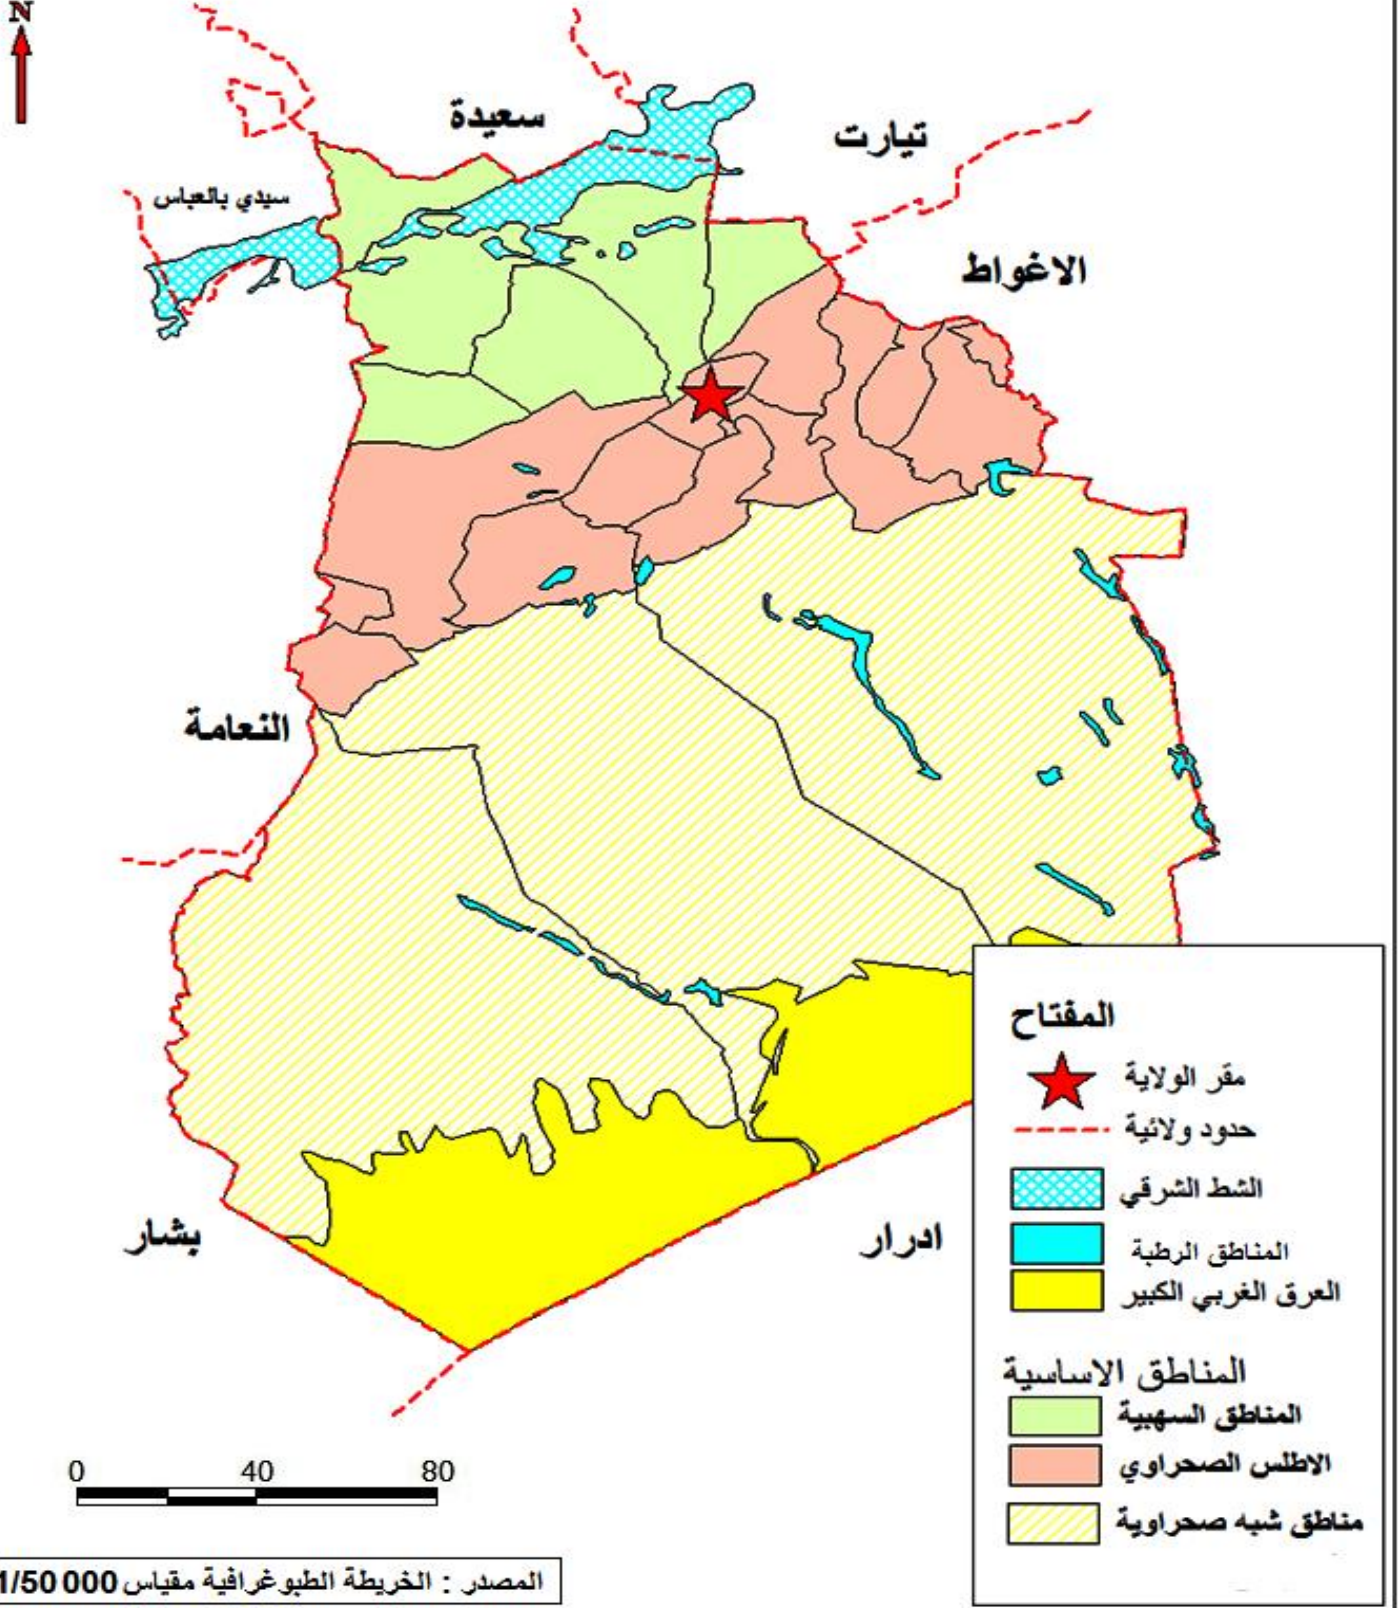 N
سعيدة
تيارت
سيدي بالعباس
الاغواط
النعامة
بشار
ادرار
المفتاح
مقر الولاية
حدود ولائية
الشط الشرقي
المناطق الرطبة
العرق الغربي الكبير
المناطق الاساسية
المناطق السهبية
الاطلس الصحراوي
مناطق شبه صحراوية
0 40 80
المصدر : الخريطة الطبوغرافية مقياس 1/50 000